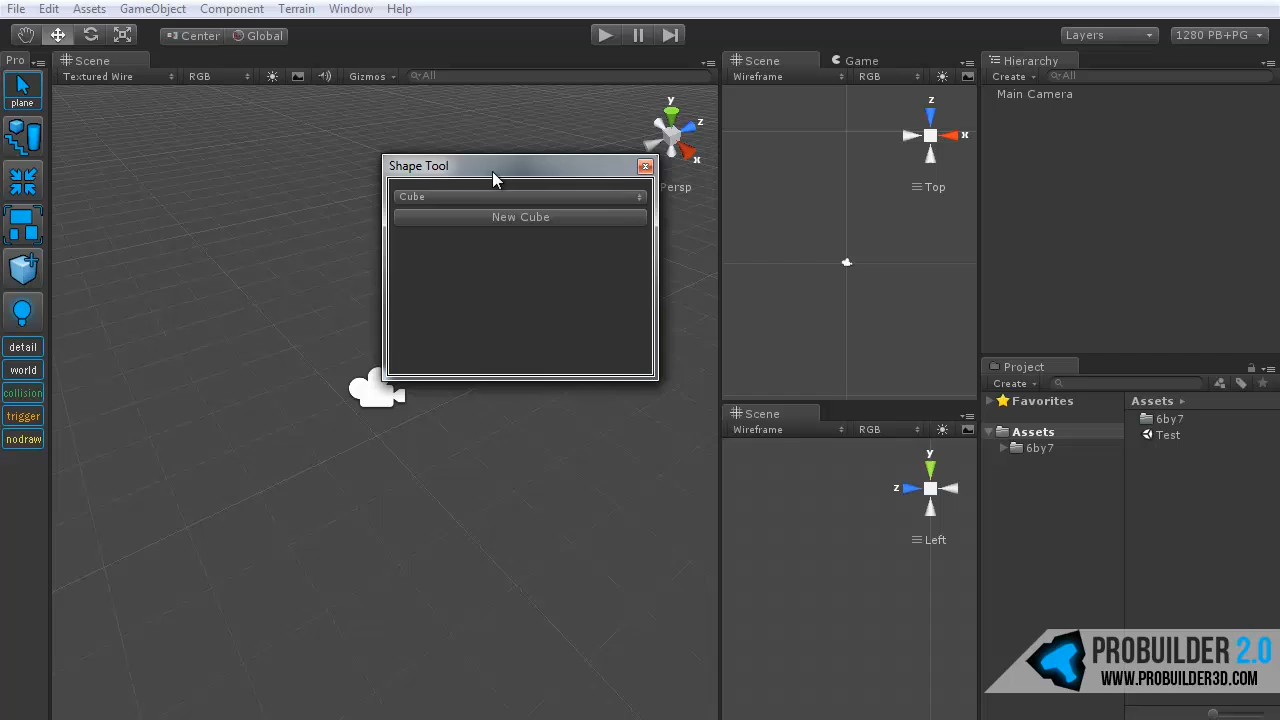 File Edit Assets GameObject Component Terrain Window Help
Center Global Layers 1280 PB+PG
Pro Scene
Textured Wire RGB Gizmos All
plane
detail
world
collision
trigger
nodraw
y
z
x
Persp
Shape Tool
Cube
New Cube
Scene Game
Wireframe RGB
z
x
Top
Scene
Wireframe RGB
y
z
Left
Hierarchy
Create All
Main Camera
Project
Create
Favorites
Assets
6by7
Assets
6by7
Test
PROBUILDER 2.0
WWW.PROBUILDER3D.COM